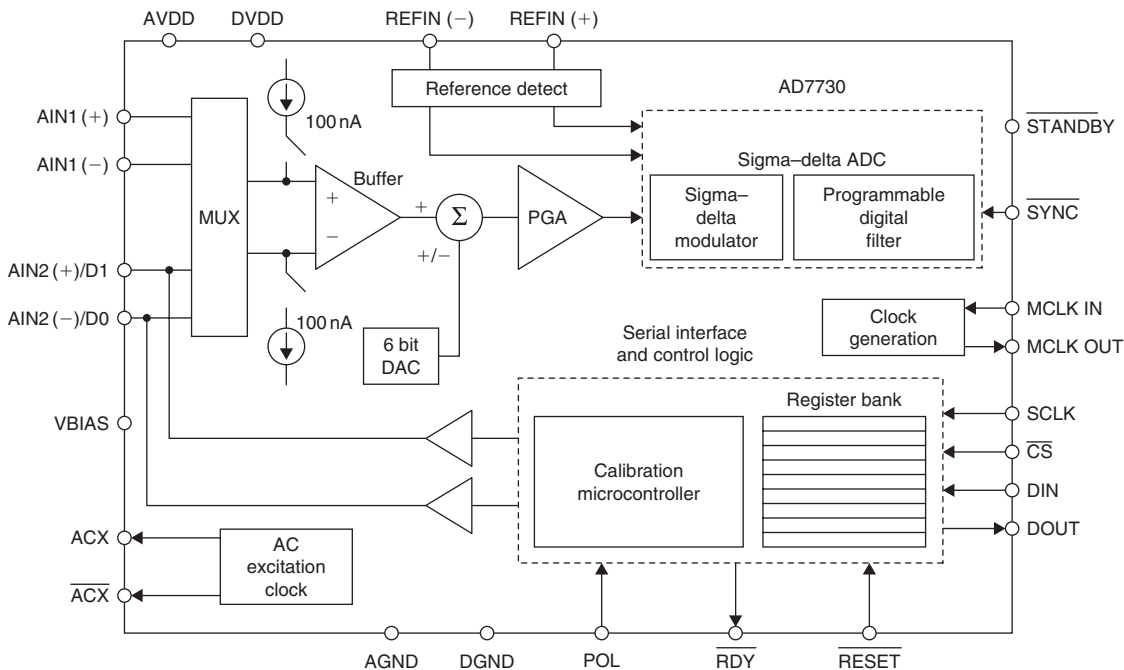 AVDD
DVDD
REFIN (−)
REFIN (+)
Reference detect
AD7730
AIN1 (+)
100 nA
STANDBY
AIN1 (−)
Sigma–delta ADC
Buffer
MUX
+
−
+
Σ
+/−
PGA
Sigma–
delta
modulator
Programmable
digital
filter
SYNC
AIN2 (+)/D1
AIN2 (−)/D0
100 nA
6 bit
DAC
Serial interface
and control logic
Clock
generation
MCLK IN
MCLK OUT
VBIAS
Register bank
SCLK
CS
Calibration
microcontroller
DIN
DOUT
ACX
AC
excitation
clock
ACX
AGND
DGND
POL
RDY
RESET